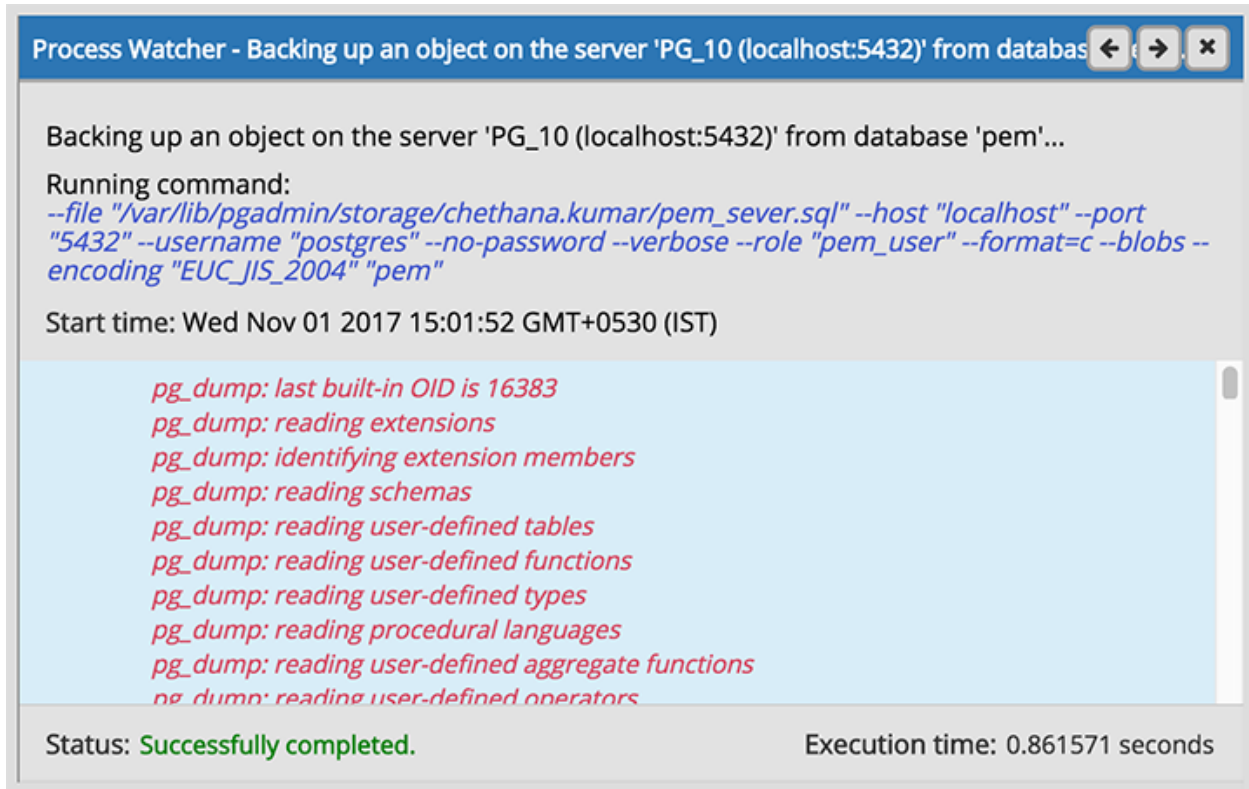 Process Watcher - Backing up an object on the server 'PG_10 (localhost:5432)' from databas
Backing up an object on the server 'PG_10 (localhost:5432)' from database 'pem'...
Running command:
--file "/var/lib/pgadmin/storage/chethana.kumar/pem_sever.sql" --host "localhost" --port
"5432" --username "postgres" --no-password --verbose --role "pem_user" --format=c --blobs --
encoding "EUC_JIS_2004" "pem"
Start time: Wed Nov 01 2017 15:01:52 GMT+0530 (IST)
pg_dump: last built-in OID is 16383
pg_dump: reading extensions
pg_dump: identifying extension members
pg_dump: reading schemas
pg_dump: reading user-defined tables
pg_dump: reading user-defined functions
pg_dump: reading user-defined types
pg_dump: reading procedural languages
pg_dump: reading user-defined aggregate functions
pg_dump: reading user-defined operators
Status: Successfully completed. Execution time: 0.861571 seconds